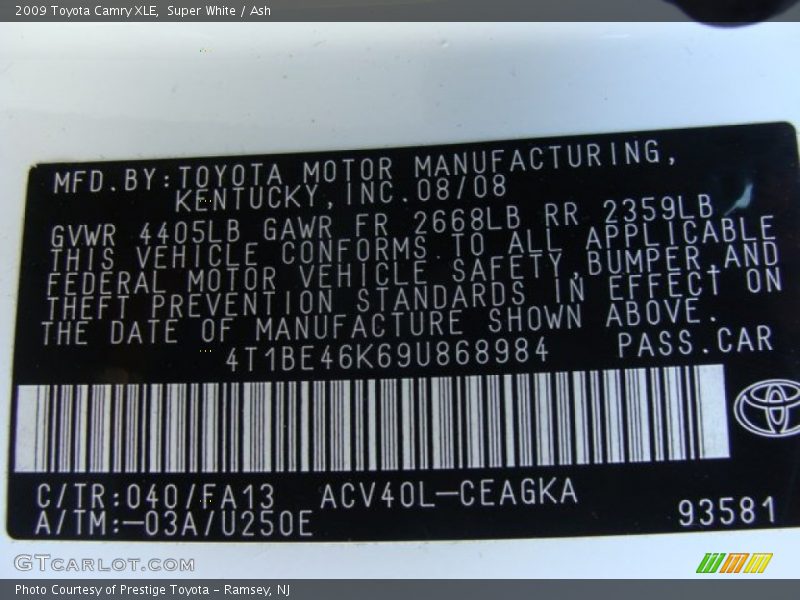 2009 Toyota Camry XLE,  Super White / Ash
MFD.BY:TOYOTA MOTOR MANUFACTURING,
KENTUCKY,INC.08/08
GVWR 4405LB GAWR FR 2668LB RR 2359LB
THIS VEHICLE CONFORMS TO ALL APPLICABLE
FEDERAL MOTOR VEHICLE SAFETY,BUMPER,AND
THEFT PREVENTION STANDARDS IN EFFECT ON
THE DATE OF MANUFACTURE SHOWN ABOVE.
4T1BE46K69U868984 PASS.CAR
C/TR:040/FA13 ACV40L-CEAGKA
A/TM:-03A/U250E 93581
GTCARLOT.COM
Photo Courtesy of Prestige Toyota - Ramsey, NJ